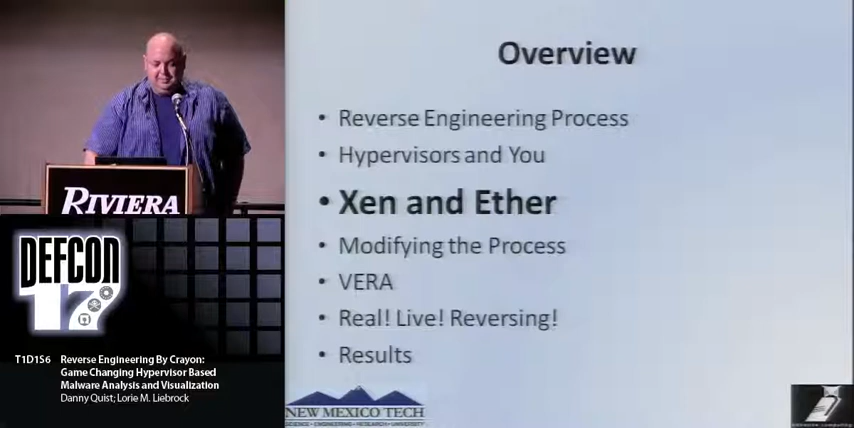 Overview
• Reverse Engineering Process
• Hypervisors and You
• Xen and Ether
• Modifying the Process
• VERA
• Real! Live! Reversing!
• Results
NEW MEXICO TECH
SCIENCE • ENGINEERING • RESEARCH • UNIVERSITY
RIVIERA
DEFCON
17
T1D1S6 Reverse Engineering By Crayon:
Game Changing Hypervisor Based
Malware Analysis and Visualization
Danny Quist; Lorie M. Liebrock